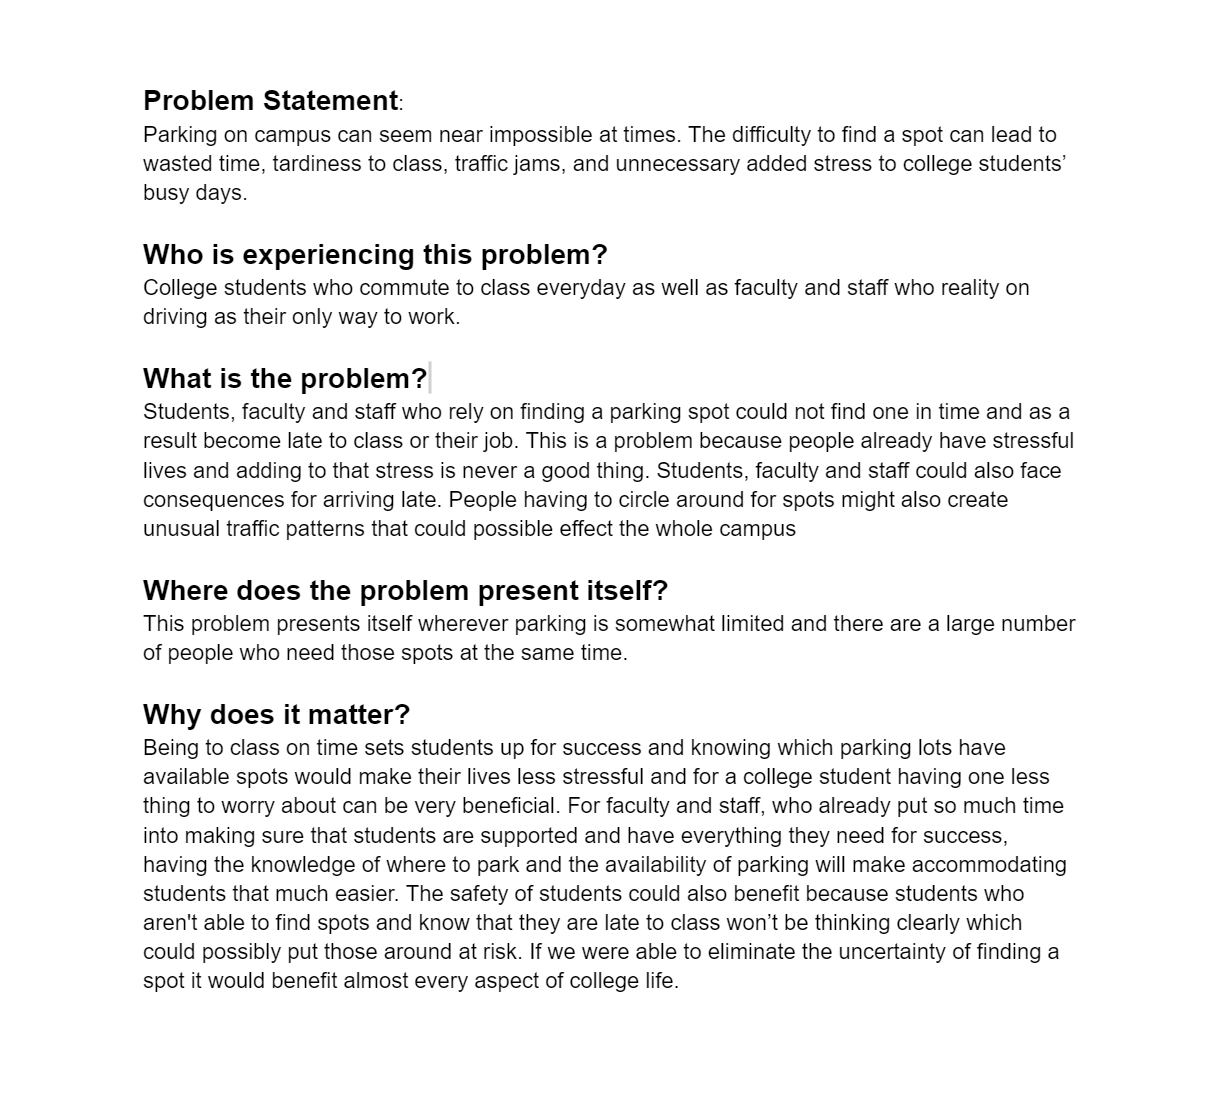 Problem Statement:
Parking on campus can seem near impossible at times. The difficulty to find a spot can lead to
wasted time, tardiness to class, traffic jams, and unnecessary added stress to college students’
busy days.
Who is experiencing this problem?
College students who commute to class everyday as well as faculty and staff who reality on
driving as their only way to work.
What is the problem?
Students, faculty and staff who rely on finding a parking spot could not find one in time and as a
result become late to class or their job. This is a problem because people already have stressful
lives and adding to that stress is never a good thing. Students, faculty and staff could also face
consequences for arriving late. People having to circle around for spots might also create
unusual traffic patterns that could possible effect the whole campus
Where does the problem present itself?
This problem presents itself wherever parking is somewhat limited and there are a large number
of people who need those spots at the same time.
Why does it matter?
Being to class on time sets students up for success and knowing which parking lots have
available spots would make their lives less stressful and for a college student having one less
thing to worry about can be very beneficial. For faculty and staff, who already put so much time
into making sure that students are supported and have everything they need for success,
having the knowledge of where to park and the availability of parking will make accommodating
students that much easier. The safety of students could also benefit because students who
aren't able to find spots and know that they are late to class won’t be thinking clearly which
could possibly put those around at risk. If we were able to eliminate the uncertainty of finding a
spot it would benefit almost every aspect of college life.